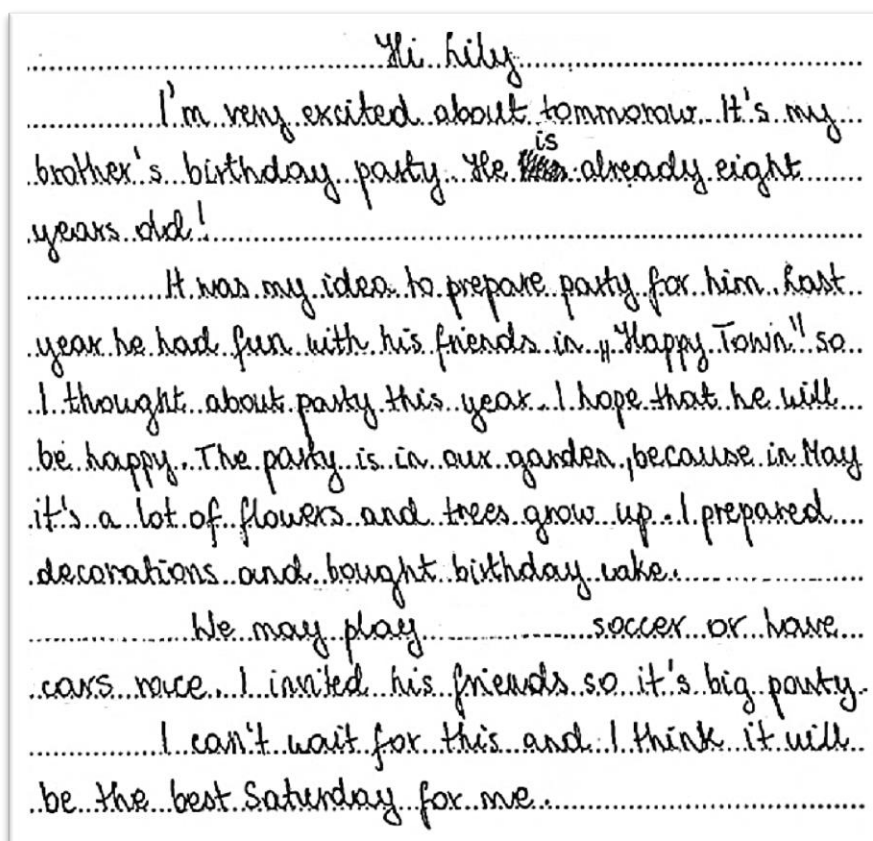 Hi Lily
I'm very excited about tommorow. It's my
brother's birthday party. He is already eight
years old!
It was my idea to prepare party for him. Last
year he had fun with his friends in „Happy Town" so
I thought about party this year. I hope that he will
be happy. The party is in our garden, because in May
it's a lot of flowers and trees grow up. I prepared
decorations and bought birthday cake.
We may play soccer or have
cars race. I invited his friends so it's big party.
I can't wait for this and I think it will
be the best Saturday for me.